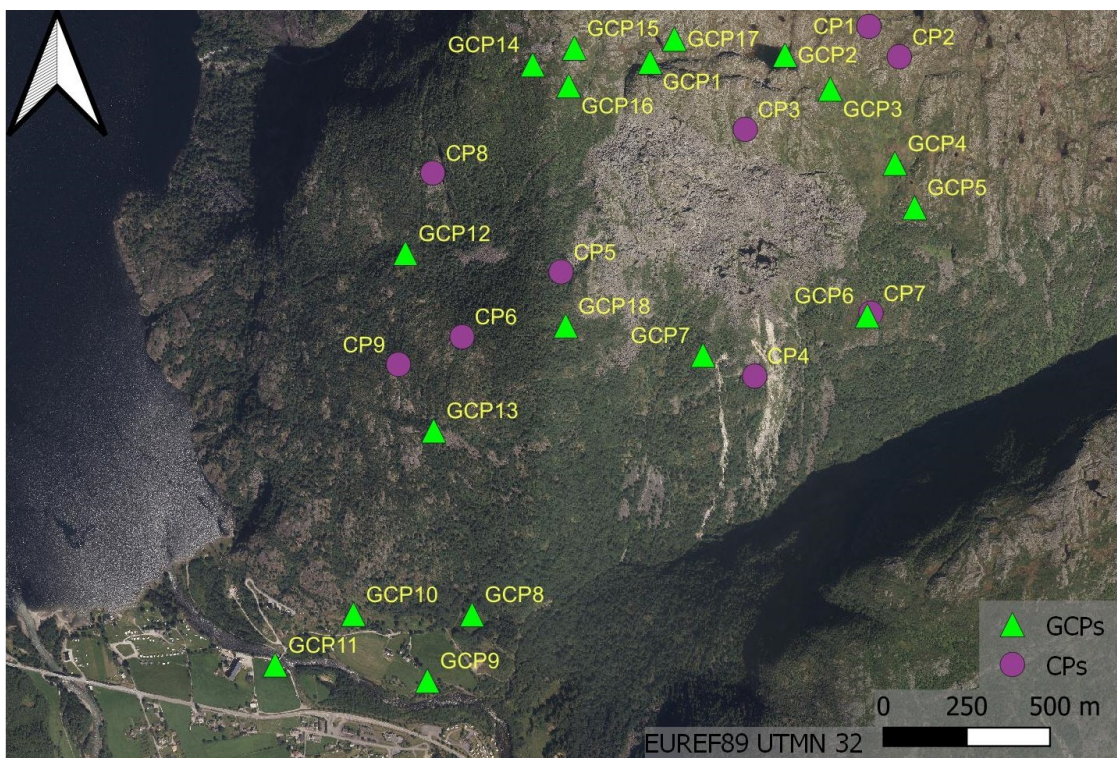 CP1
GCP15
GCP17
GCP14
CP2
GCP2
GCP1
GCP16
GCP3
CP3
GCP4
CP8
GCP5
GCP12
CP5
CP7
GCP6
GCP18
CP6
GCP7
CP9
CP4
GCP13
GCP10
GCP8
GCP11
GCP9
GCPs
CPs
0 250 500 m
EUREF89 UTMN 32